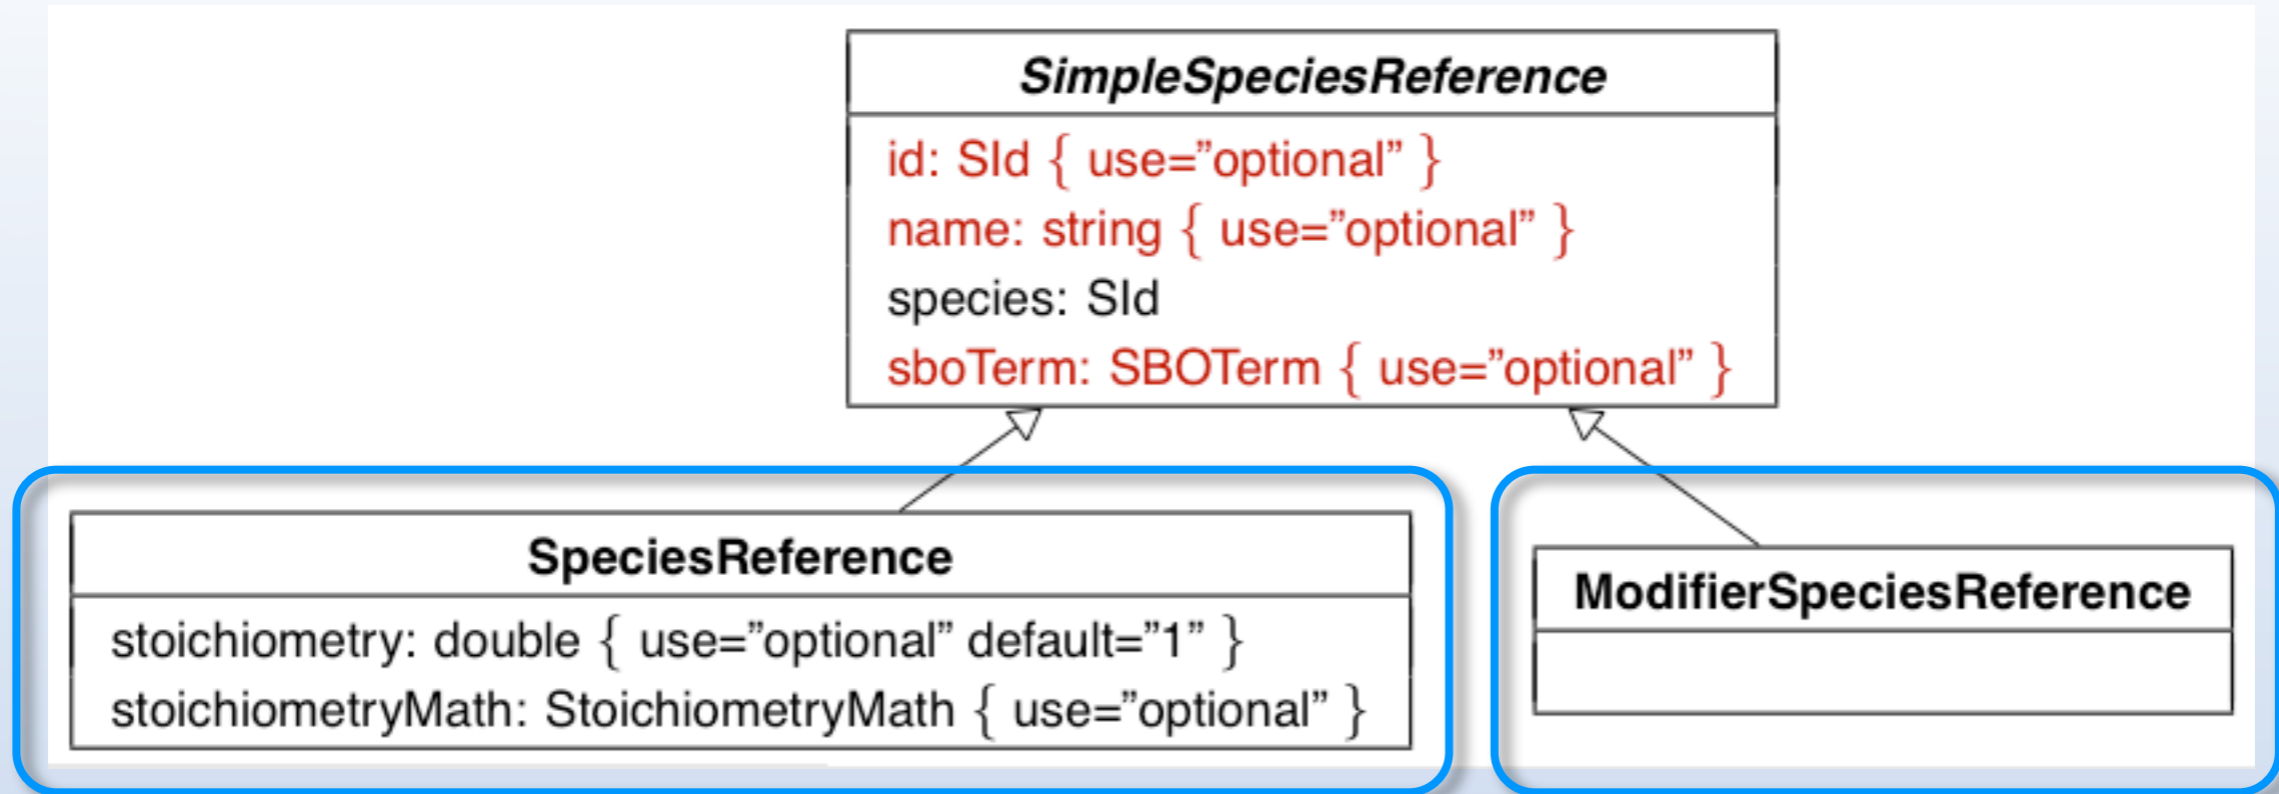 SimpleSpeciesReference
id: SId { use=”optional” }
name: string { use=”optional” }
species: SId
sboTerm: SBOTerm { use=”optional” }
SpeciesReference
stoichiometry: double { use=”optional” default=”1” }
stoichiometryMath: StoichiometryMath { use=”optional” }
ModifierSpeciesReference